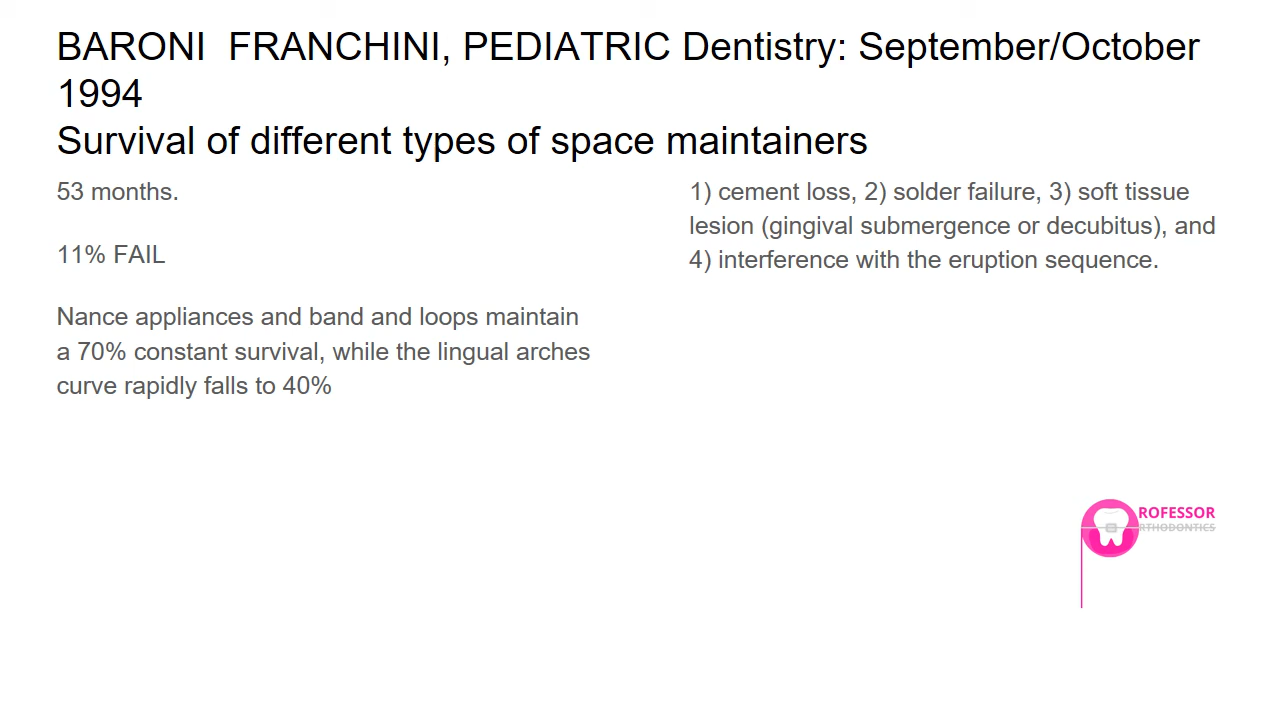 BARONI  FRANCHINI, PEDIATRIC Dentistry: September/October
1994
Survival of different types of space maintainers
53 months.
11% FAIL
Nance appliances and band and loops maintain
a 70% constant survival, while the lingual arches
curve rapidly falls to 40%
1) cement loss, 2) solder failure, 3) soft tissue
lesion (gingival submergence or decubitus), and
4) interference with the eruption sequence.
ROFESSOR
RTHODONTICS